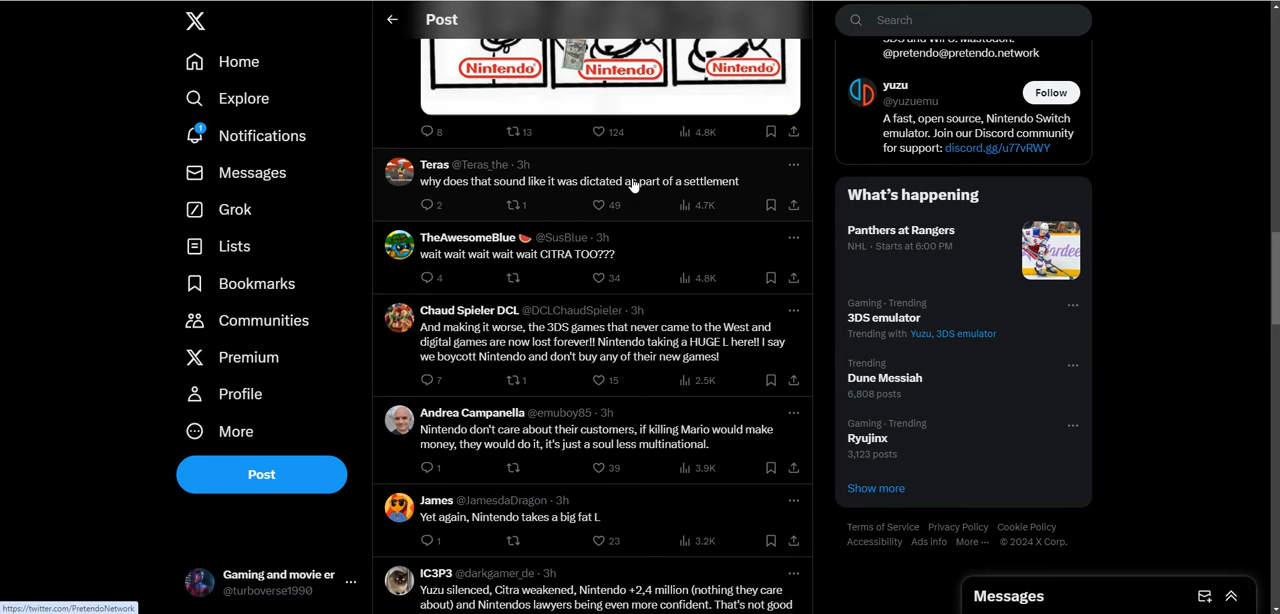 Home
Explore
1
Notifications
Messages
Grok
Lists
Bookmarks
Communities
Premium
Profile
More
Post
Gaming and movie er
@turboverse1990
https://twitter.com/PretendoNetwork
Post
Nintendo Nintendo Nintendo
8 13 124 4.8K
Teras @Teras_the · 3h
why does that sound like it was dictated as part of a settlement
2 1 49 4.7K
TheAwesomeBlue @SusBlue · 3h
wait wait wait wait wait CITRA TOO???
4 34 4.8K
Chaud Spieler DCL @DCLChaudSpieler · 3h
And making it worse, the 3DS games that never came to the West and
digital games are now lost forever!! Nintendo taking a HUGE L here!! I say
we boycott Nintendo and don't buy any of their new games!
7 1 15 2.5K
Andrea Campanella @emuboy85 · 3h
Nintendo don't care about their customers, if killing Mario would make
money, they would do it, it's just a soul less multinational.
1 39 3.9K
James @JamesdaDragon · 3h
Yet again, Nintendo takes a big fat L
1 23 3.2K
IC3P3 @darkgamer_de · 3h
Yuzu silenced, Citra weakened, Nintendo +2,4 million (nothing they care
about) and Nintendos lawyers being even more confident. That's not good
Search
@pretendo@pretendo.network
yuzu
@yuzuemu
Follow
A fast, open source, Nintendo Switch
emulator. Join our Discord community
for support: discord.gg/u77vRWY
What's happening
Panthers at Rangers
NHL · Starts at 6:00 PM
Gaming · Trending
3DS emulator
Trending with Yuzu, 3DS emulator
Trending
Dune Messiah
6,808 posts
Gaming · Trending
Ryujinx
3,123 posts
Show more
Terms of Service Privacy Policy Cookie Policy
Accessibility Ads info More ··· © 2024 X Corp.
Messages